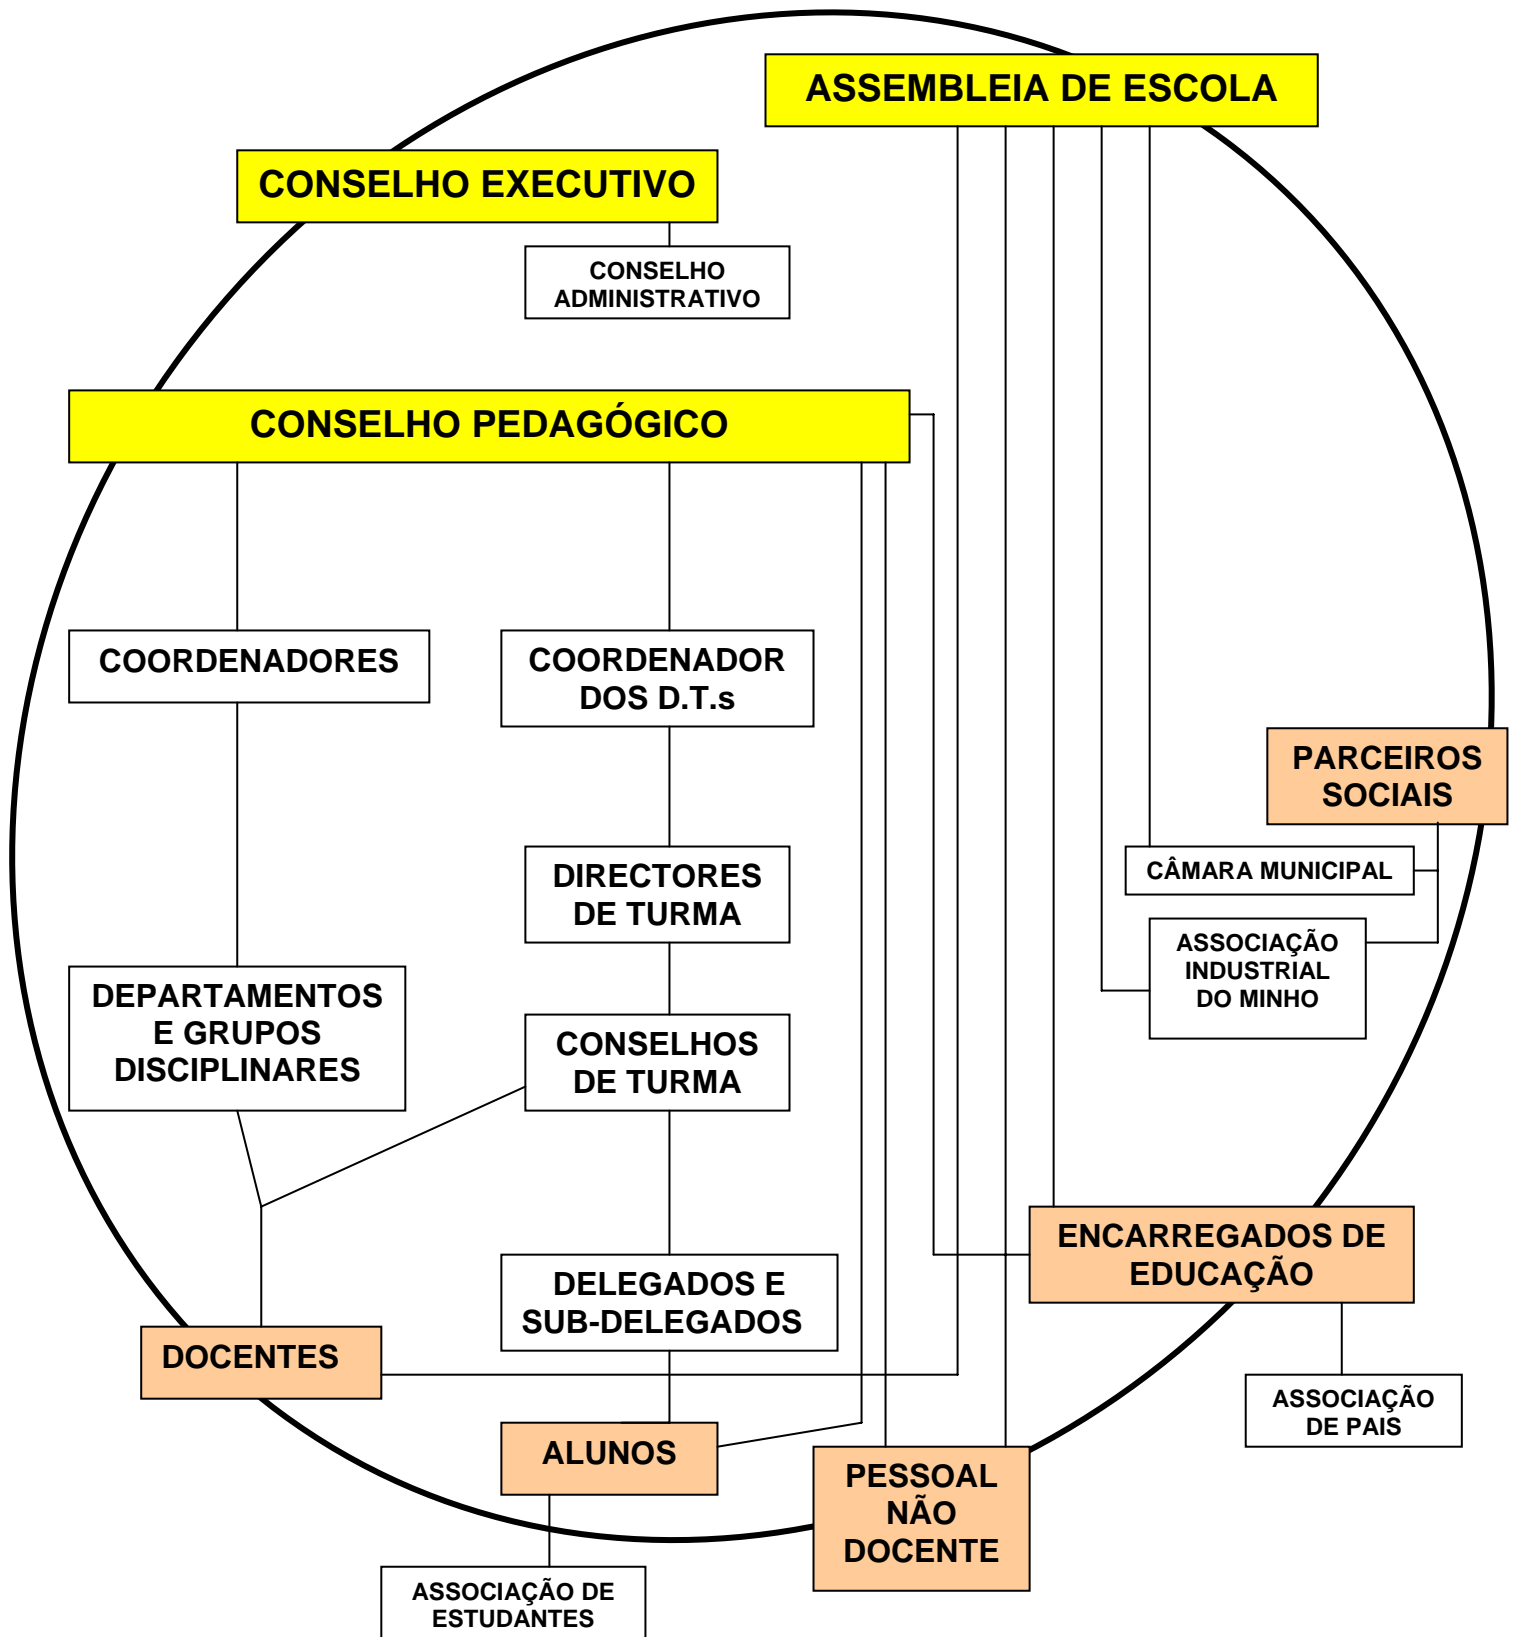 ASSEMBLEIA DE ESCOLA
CONSELHO EXECUTIVO
CONSELHO
ADMINISTRATIVO
CONSELHO PEDAGÓGICO
COORDENADORES
COORDENADOR
DOS D.T.s
PARCEIROS
SOCIAIS
DIRECTORES
DE TURMA
CÂMARA MUNICIPAL
ASSOCIAÇÃO
INDUSTRIAL
DO MINHO
DEPARTAMENTOS
E GRUPOS
DISCIPLINARES
CONSELHOS
DE TURMA
ENCARREGADOS DE
EDUCAÇÃO
DELEGADOS E
SUB-DELEGADOS
DOCENTES
ASSOCIAÇÃO
DE PAIS
ALUNOS
PESSOAL
NÃO
DOCENTE
ASSOCIAÇÃO DE
ESTUDANTES